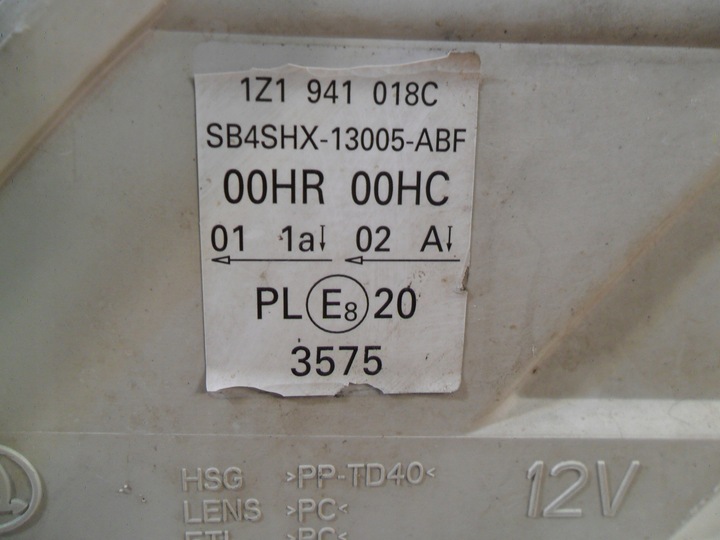 1Z1 941 018C
SB4SHX-13005-ABF
00HR 00HC
01 1a↓ 02 A↓
PL E8 20
3575
HSG >PP-TD40<
12V
LENS >PC<
>PC<